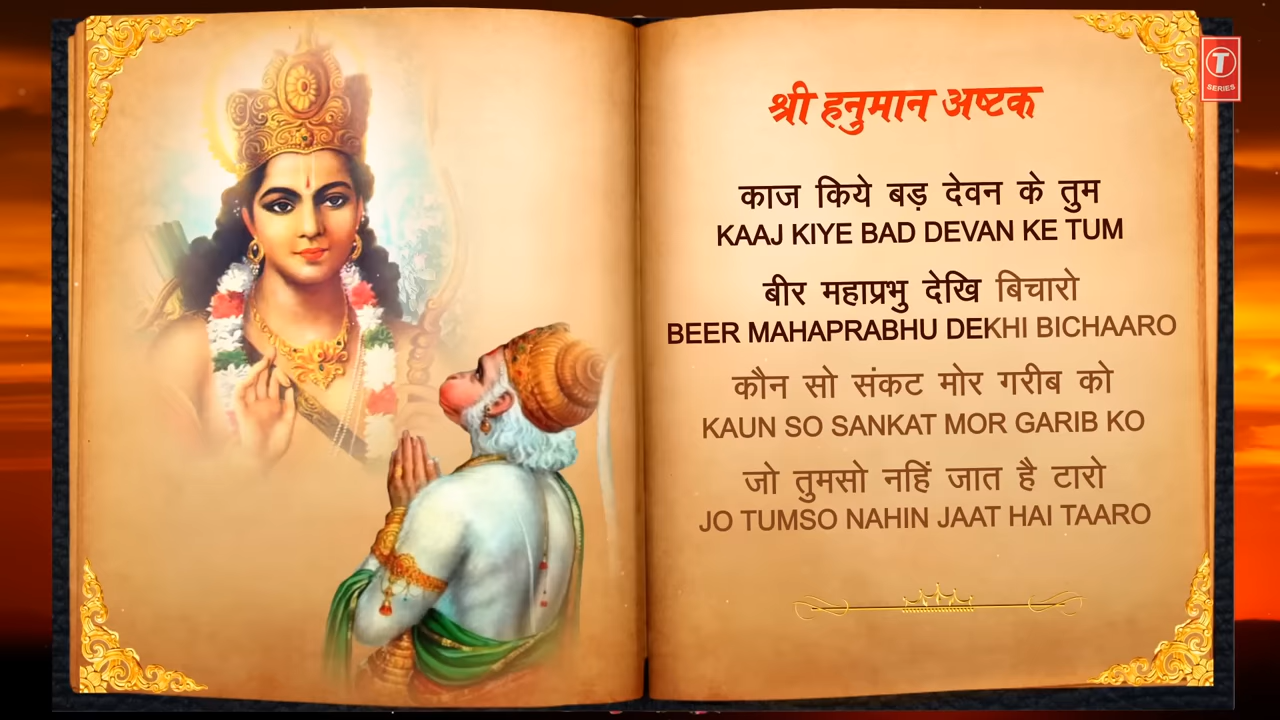 श्री हनुमान अष्टक
T
SERIES
काज किये बड़ देवन के तुम
KAAJ KIYE BAD DEVAN KE TUM
बीर महाप्रभु देखि बिचारो
BEER MAHAPRABHU DEKHI BICHAARO
कौन सो संकट मोर गरीब को
KAUN SO SANKAT MOR GARIB KO
जो तुमसो नहिं जात है टारो
JO TUMSO NAHIN JAAT HAI TAARO